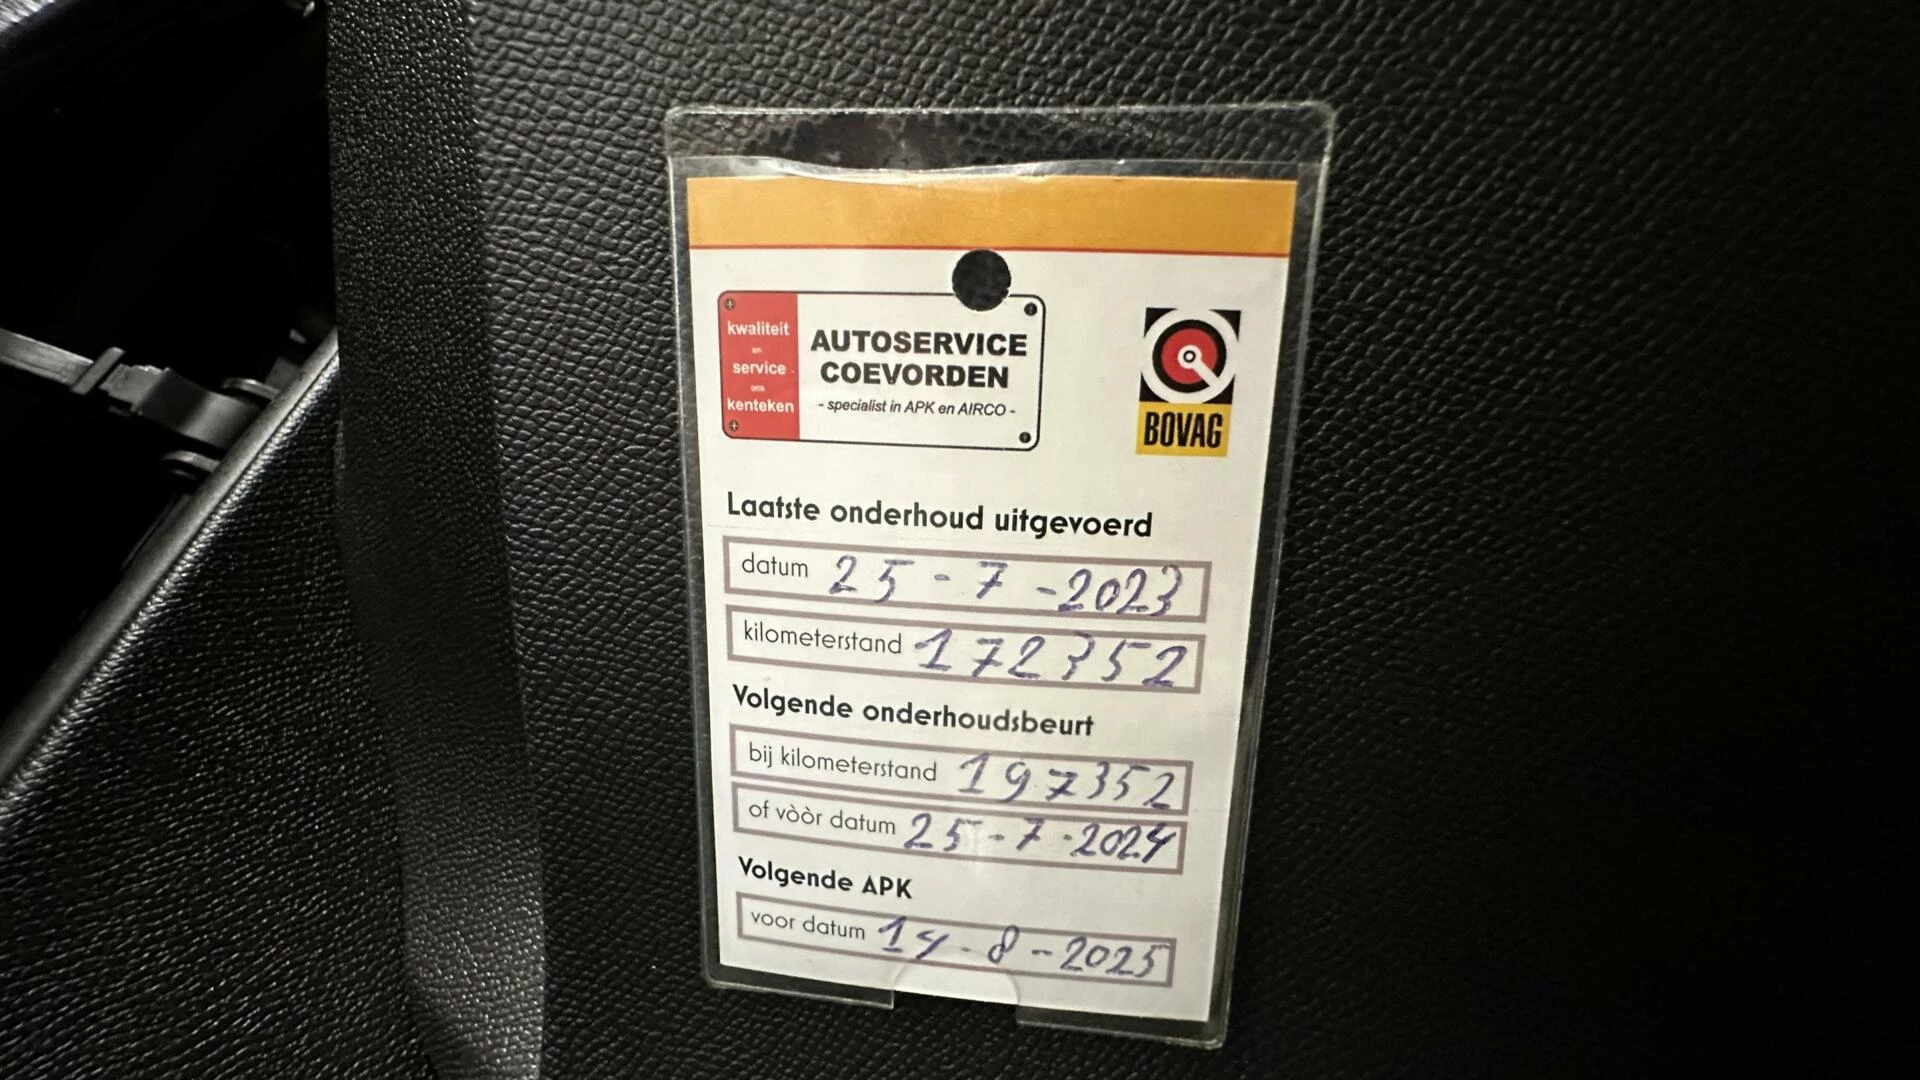 kwaliteit
en
service
ons
kenteken
AUTOSERVICE
COEVORDEN
- specialist in APK en AIRCO -
BOVAG
Laatste onderhoud uitgevoerd
datum 25-7-2023
kilometerstand 172352
Volgende onderhoudsbeurt
bij kilometerstand 197352
of vòòr datum 25-7-2024
Volgende APK
voor datum 14-8-2025